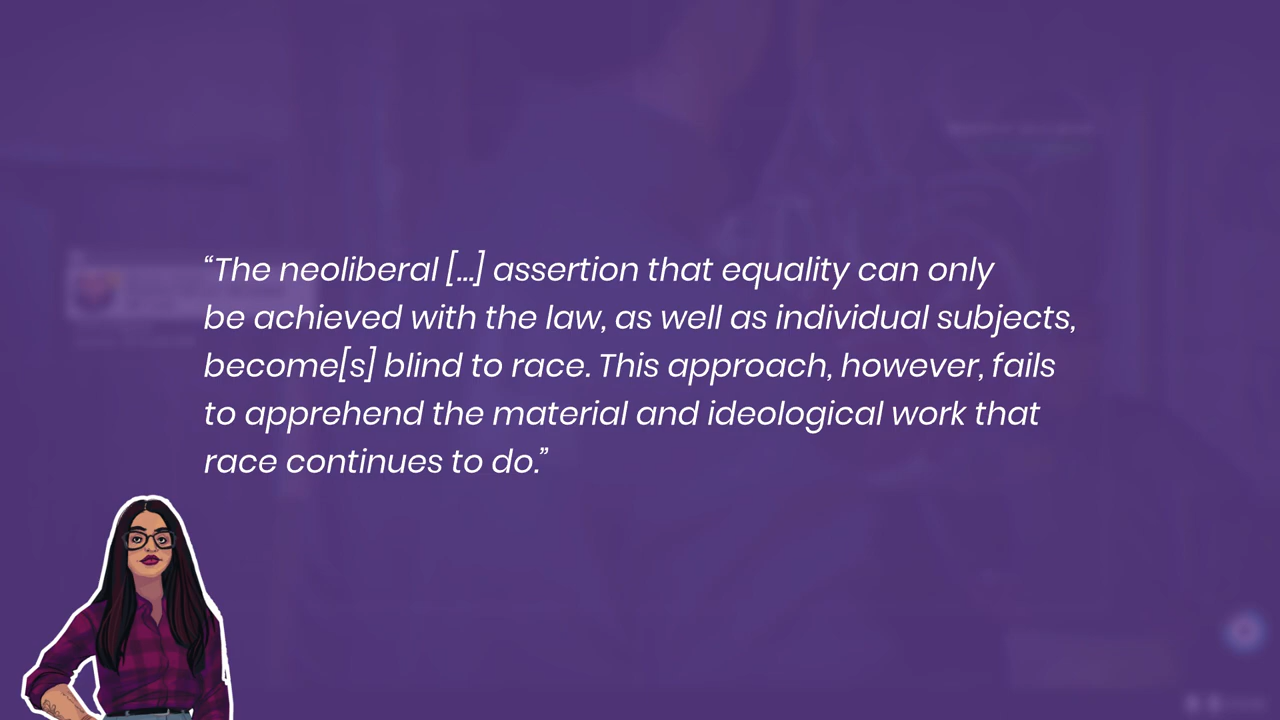 “The neoliberal [...] assertion that equality can only
be achieved with the law, as well as individual subjects,
become[s] blind to race. This approach, however, fails
to apprehend the material and ideological work that
race continues to do.”